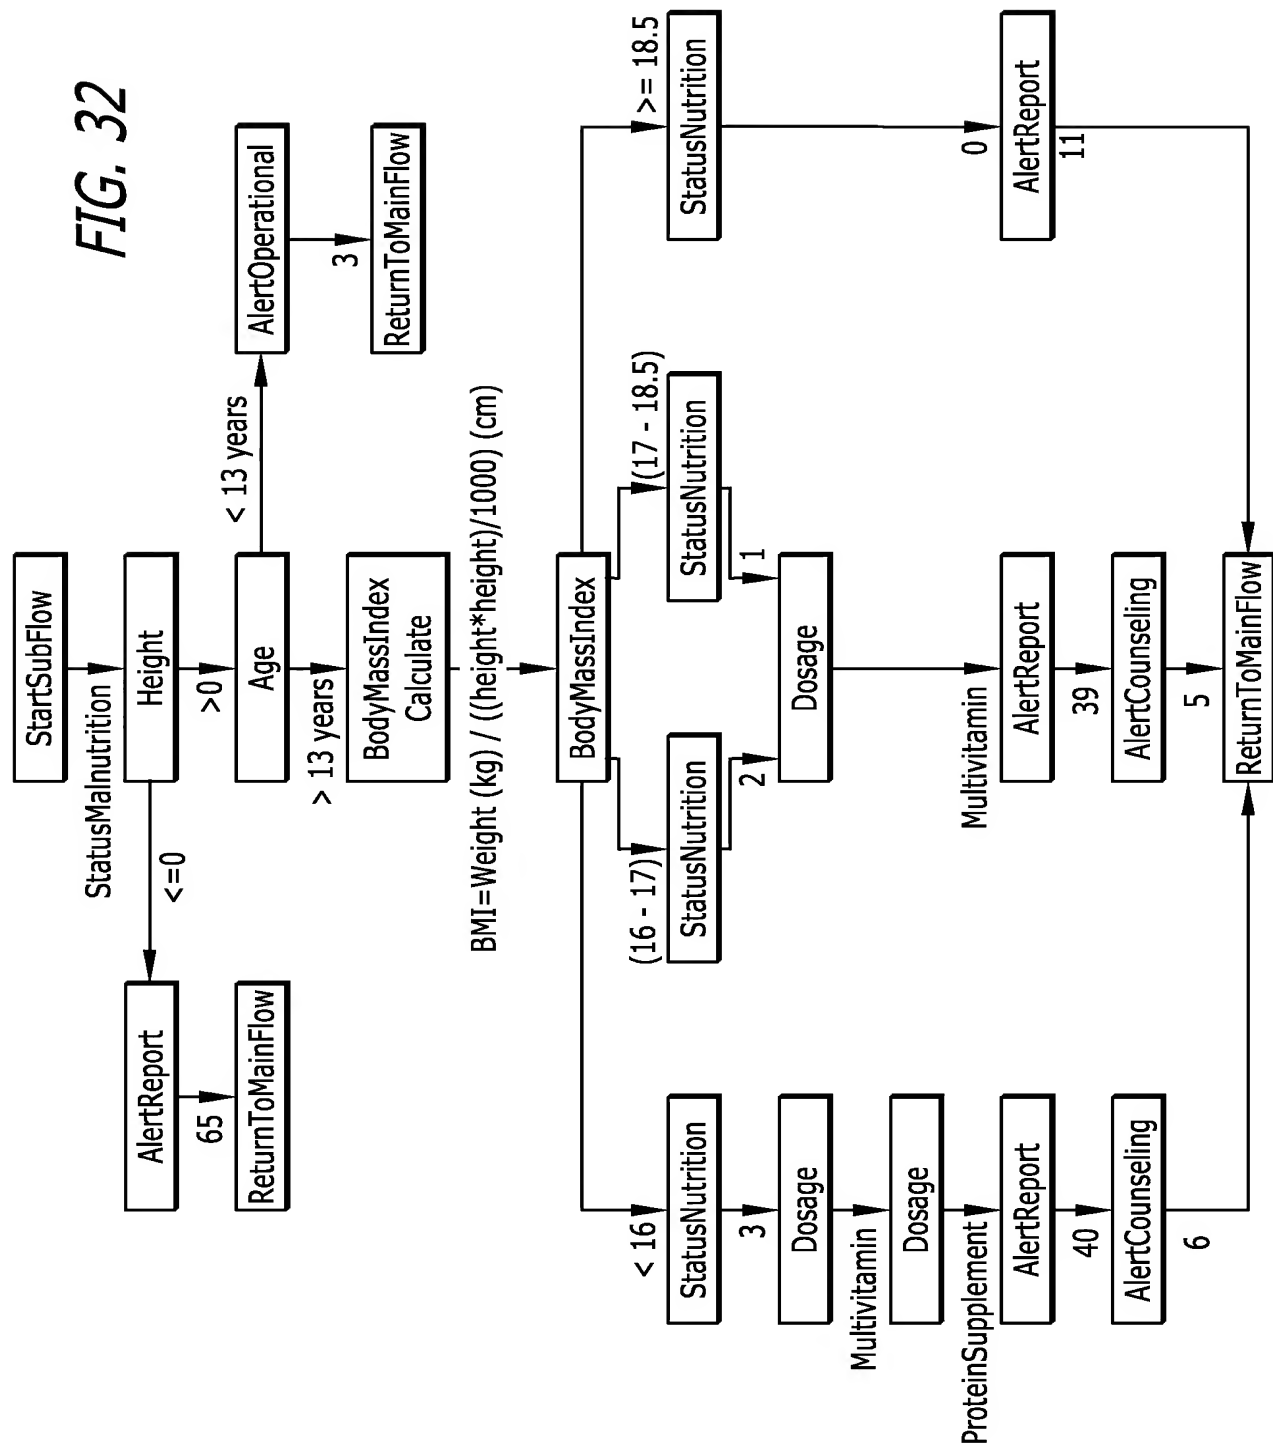 FIG. 32
StartSubFlow
StatusMalnutrition
Height
<=0
AlertReport
65
ReturnToMainFlow
>0
Age
< 13 years
AlertOperational
3
ReturnToMainFlow
> 13 years
BodyMassIndex
Calculate
BMI=Weight (kg) / ((height*height)/1000) (cm)
BodyMassIndex
< 16
StatusNutrition
3
Dosage
Multivitamin
Dosage
ProteinSupplement
AlertReport
40
AlertCounseling
6
(16 - 17)
StatusNutrition
2
(17 - 18.5)
StatusNutrition
1
Dosage
Multivitamin
AlertReport
39
AlertCounseling
5
>= 18.5
StatusNutrition
0
AlertReport
11
ReturnToMainFlow